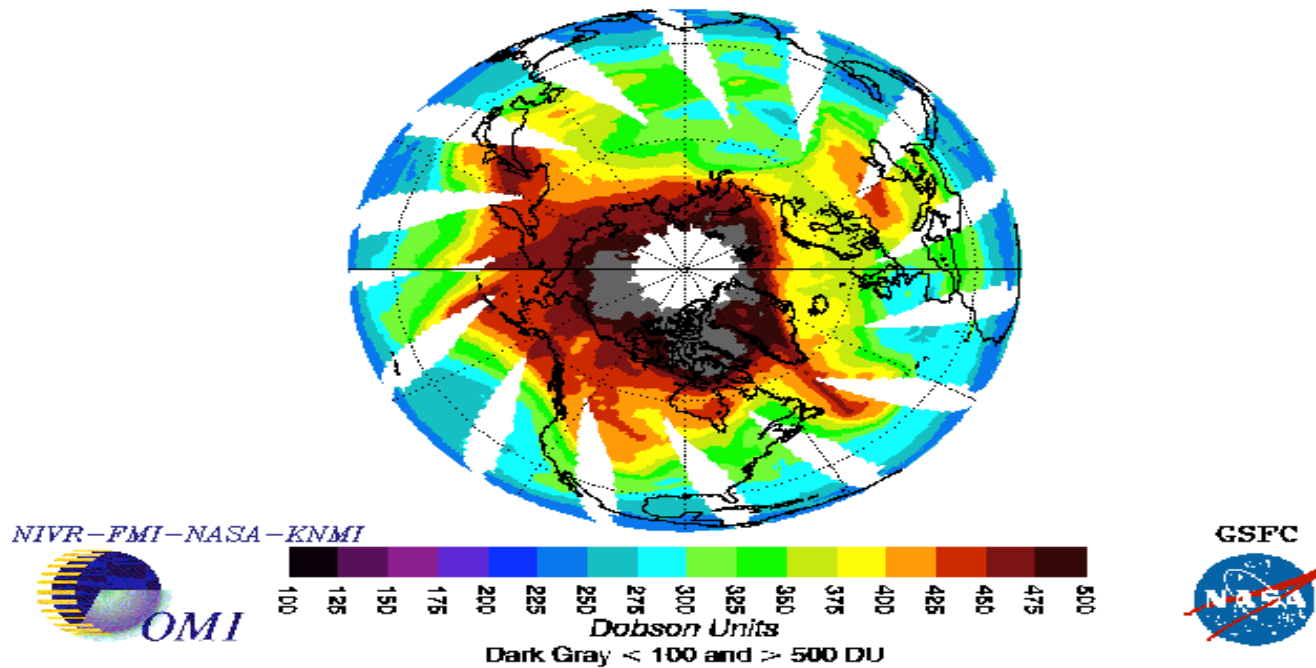 NIVR-FMI-NASA-KNMI
OMI
GSFC
NASA
100 125 150 175 200 225 250 275 300 325 350 375 400 425 450 475 500
Dobson Units
Dark Gray < 100 and > 500 DU